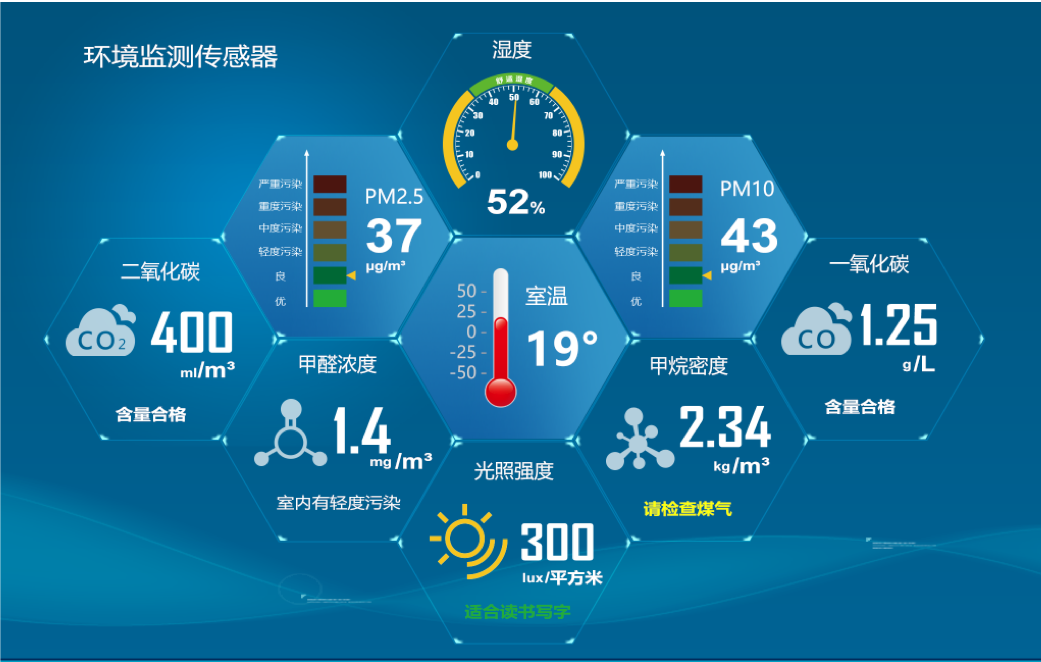 环境监测传感器
湿度
舒适湿度
0
10
20
30
40
50
60
70
80
90
100
52%
严重污染
重度污染
中度污染
轻度污染
良
优
PM2.5
37
μg/m³
严重污染
重度污染
中度污染
轻度污染
良
优
PM10
43
μg/m³
二氧化碳
CO2
400
ml/m³
含量合格
50
25
0
-25
-50
室温
19°
一氧化碳
CO
1.25
g/L
含量合格
甲醛浓度
1.4
mg/m³
室内有轻度污染
甲烷密度
2.34
kg/m³
请检查煤气
光照强度
300
lux/平方米
适合读书写字